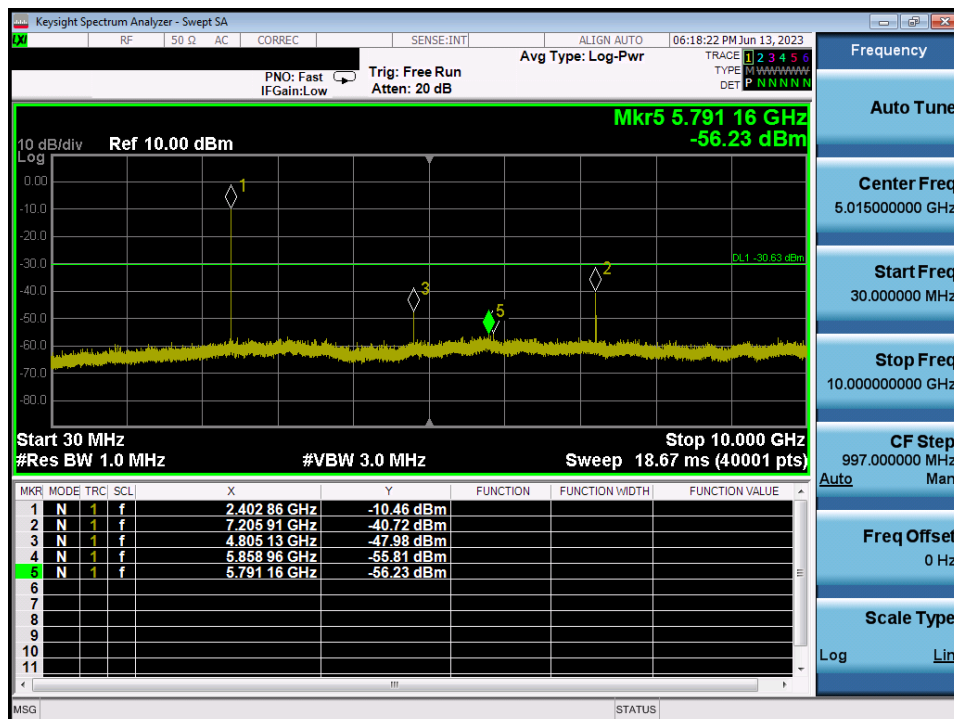 Keysight Spectrum Analyzer - Swept SA
LXI RF 50 Ω AC CORREC SENSE:INT ALIGN AUTO 06:18:22 PM Jun 13, 2023
Frequency
Avg Type: Log-Pwr
TRACE 1 2 3 4 5 6
PNO: Fast Trig: Free Run
TYPE M WWWWW
IFGain:Low Atten: 20 dB
DET P N N N N N
Auto Tune
Mkr5 5.791 16 GHz
-56.23 dBm
10 dB/div Ref 10.00 dBm
Log
0.00
-10.0
-20.0
-30.0
-40.0
-50.0
-60.0
-70.0
-80.0
1
2
3
5
DL1 -30.63 dBm
Start 30 MHz Stop 10.000 GHz
#Res BW 1.0 MHz #VBW 3.0 MHz Sweep 18.67 ms (40001 pts)
MKR MODE TRC SCL X Y FUNCTION FUNCTION WIDTH FUNCTION VALUE
1 N 1 f 2.402 86 GHz -10.46 dBm
2 N 1 f 7.205 91 GHz -40.72 dBm
3 N 1 f 4.805 13 GHz -47.98 dBm
4 N 1 f 5.858 96 GHz -55.81 dBm
5 N 1 f 5.791 16 GHz -56.23 dBm
6
7
8
9
10
11
Center Freq
5.015000000 GHz
Start Freq
30.000000 MHz
Stop Freq
10.000000000 GHz
CF Step
997.000000 MHz
Auto Man
Freq Offset
0 Hz
Scale Type
Log Lin
MSG STATUS